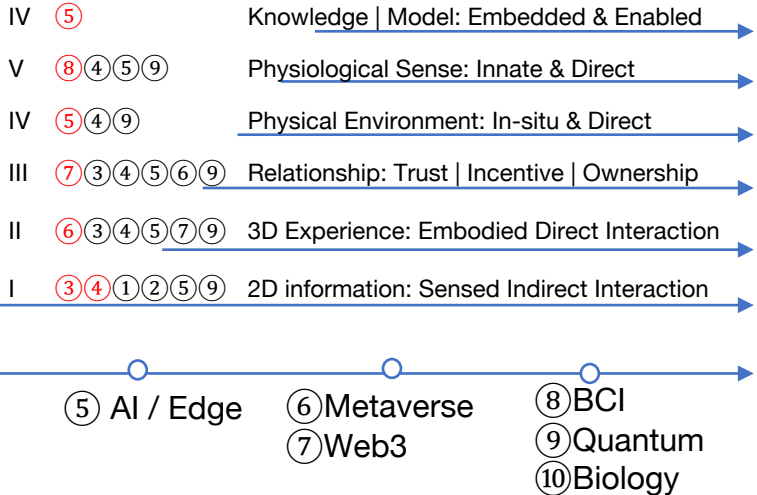 IV ⑤ Knowledge | Model: Embedded & Enabled
V ⑧④⑤⑨ Physiological Sense: Innate & Direct
IV ⑤④⑨ Physical Environment: In-situ & Direct
III ⑦③④⑤⑥⑨ Relationship: Trust | Incentive | Ownership
II ⑥③④⑤⑦⑨ 3D Experience: Embodied Direct Interaction
I ③④①②⑤⑨ 2D information: Sensed Indirect Interaction
⑤ AI / Edge
⑥Metaverse
⑦Web3
⑧BCI
⑨Quantum
⑩Biology